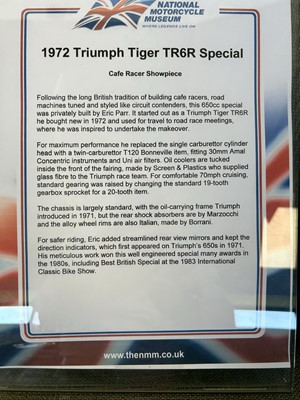 NATIONAL
MOTORCYCLE
MUSEUM
WHERE LEGENDS LIVE ON
1972 Triumph Tiger TR6R Special
Cafe Racer Showpiece
Following the long British tradition of building cafe racers, road
machines tuned and styled like circuit contenders, this 650cc special
was privately built by Eric Parr. It started out as a Triumph Tiger TR6R
he bought new in 1972 and used for travel to road race meetings,
where he was inspired to undertake the makeover.
For maximum performance he replaced the single carburettor cylinder
head with a twin-carburettor T120 Bonneville item, fitting 30mm Amal
Concentric instruments and Uni air filters. Oil coolers are tucked
inside the front of the fairing, made by Screen & Plastics who supplied
glass fibre to the Triumph race team. For comfortable 70mph cruising,
standard gearing was raised by changing the standard 19-tooth
gearbox sprocket for a 20-tooth item.
The chassis is largely standard, with the oil-carrying frame Triumph
introduced in 1971, but the rear shock absorbers are by Marzocchi
and the alloy wheel rims are also Italian, made by Borrani.
For safer riding, Eric added streamlined rear view mirrors and kept the
direction indicators, which first appeared on Triumph's 650s in 1971.
His meticulous work won this well engineered special many awards in
the 1980s, including Best British Special at the 1983 International
Classic Bike Show.
www.thenmm.co.uk